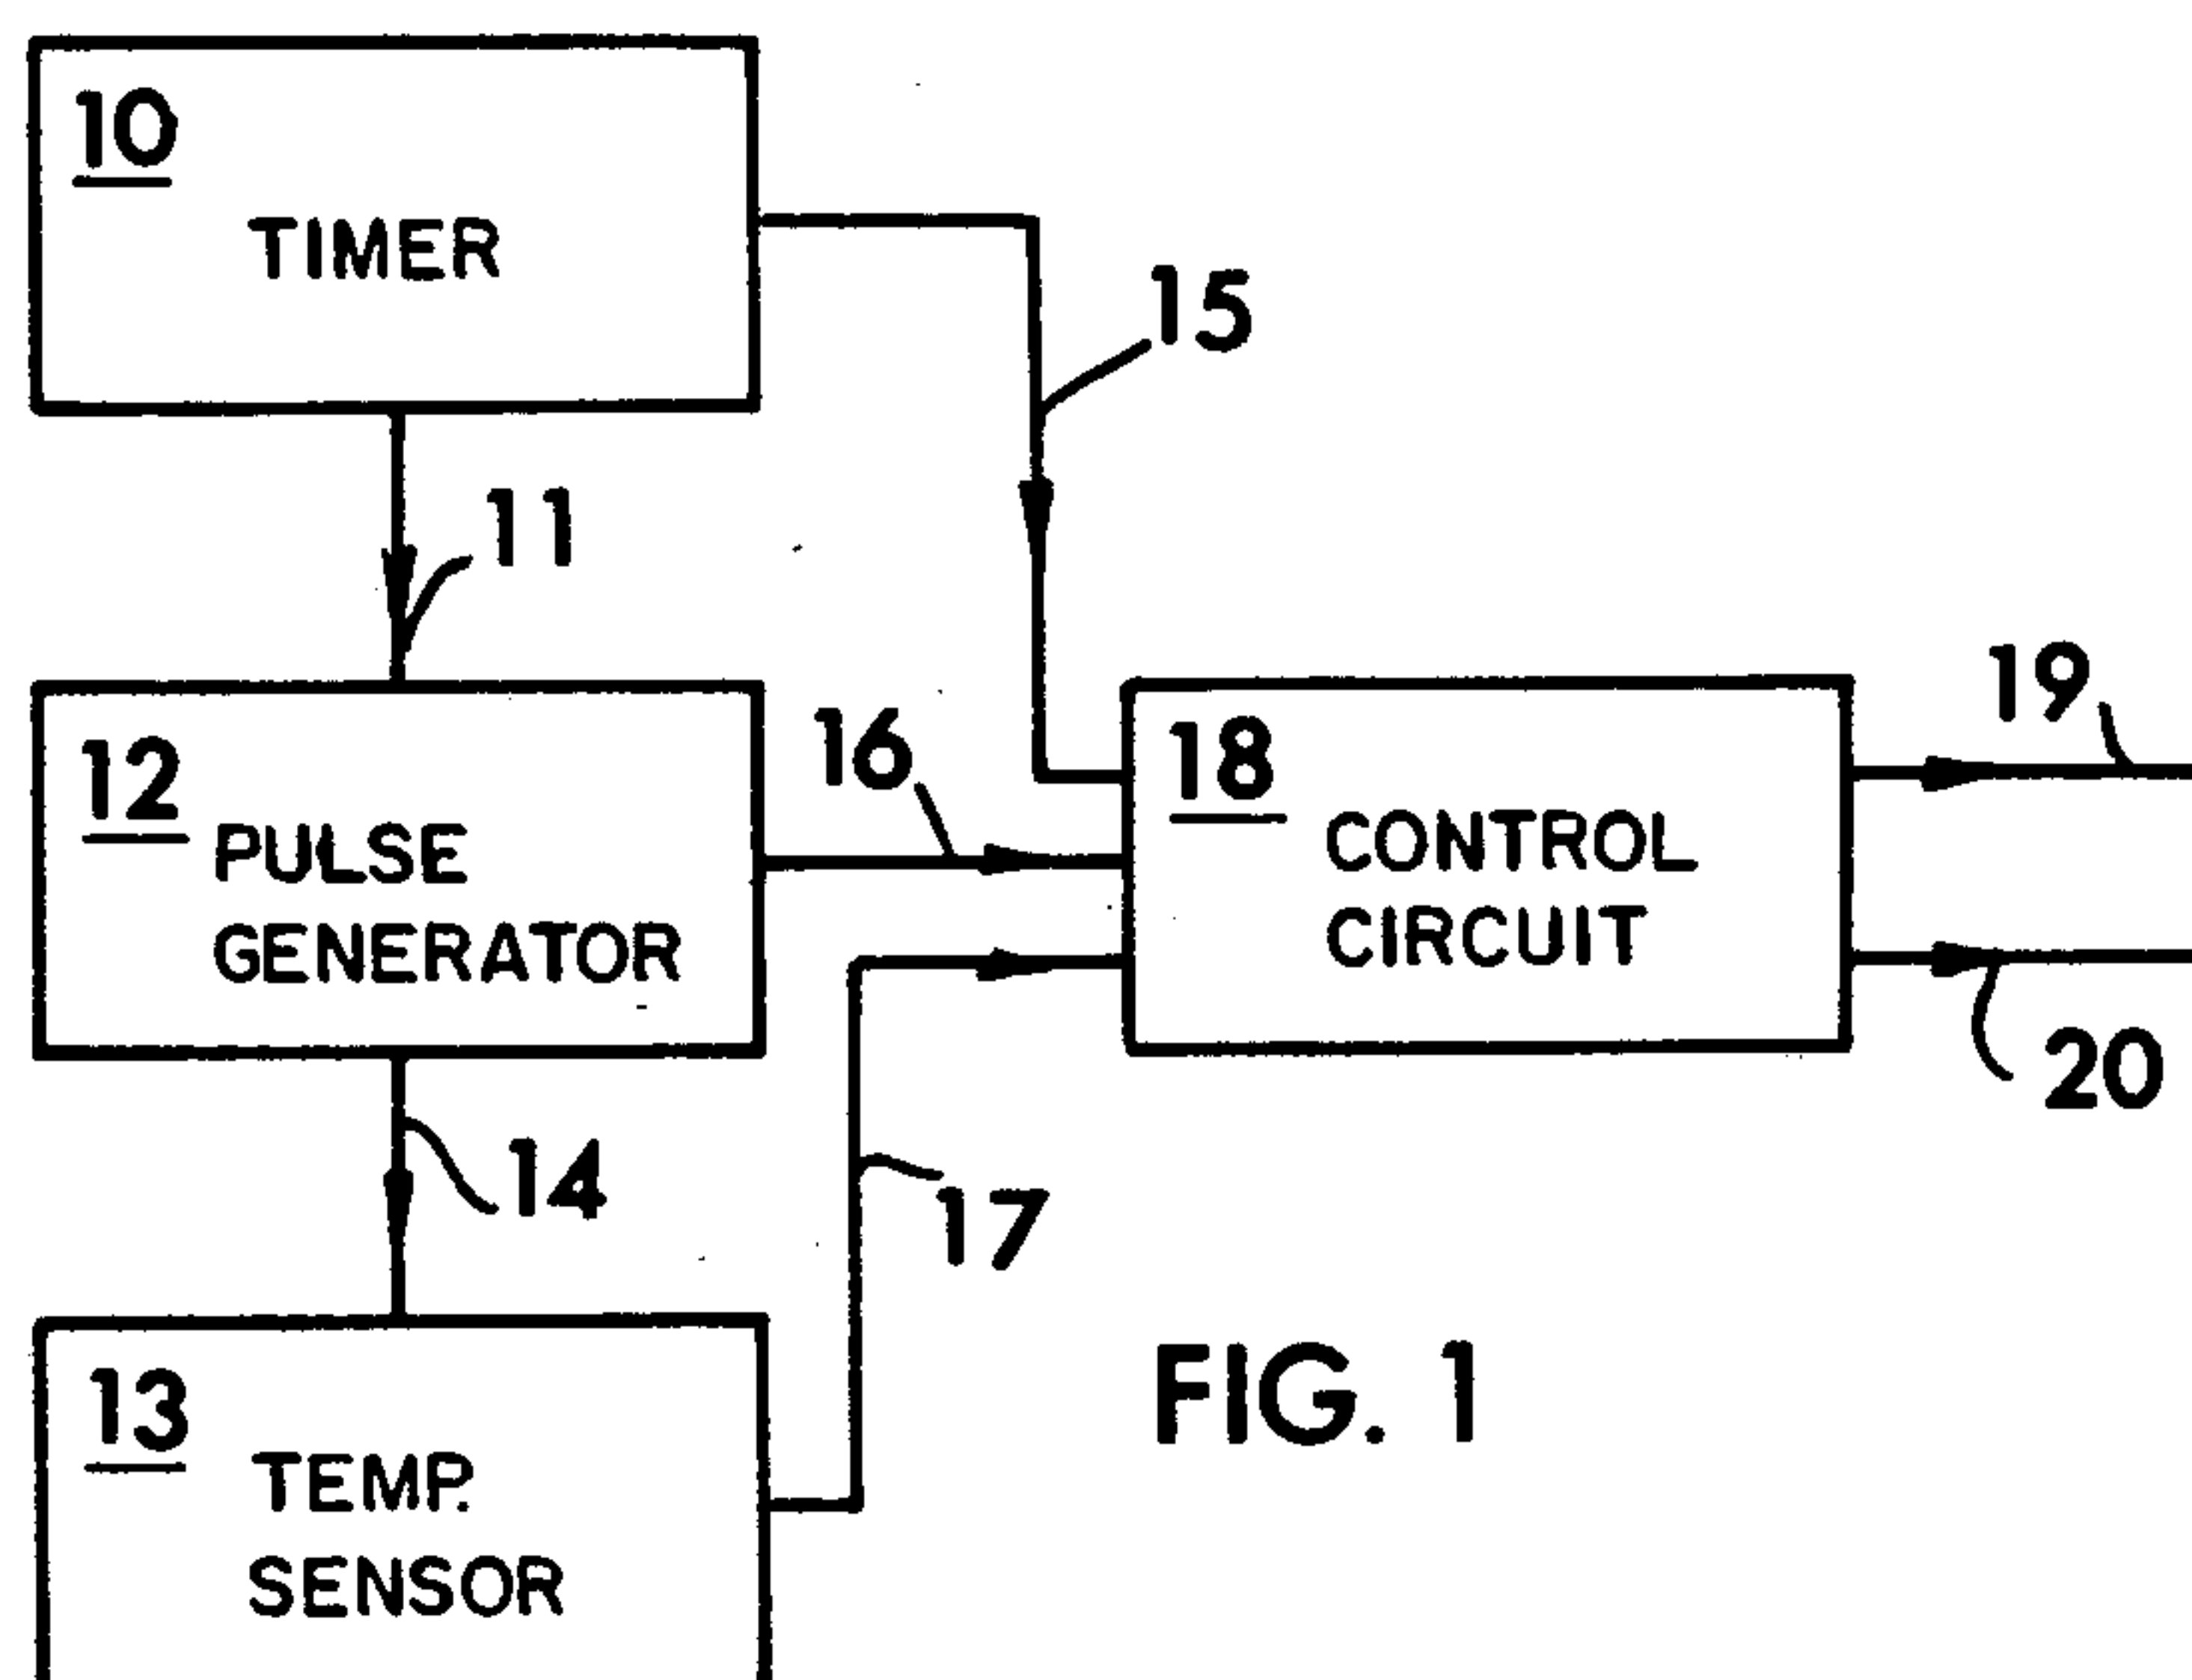 10
TIMER
15
11
12
PULSE
GENERATOR
16
18
CONTROL
CIRCUIT
19
20
14
17
13
TEMP.
SENSOR
FIG. 1